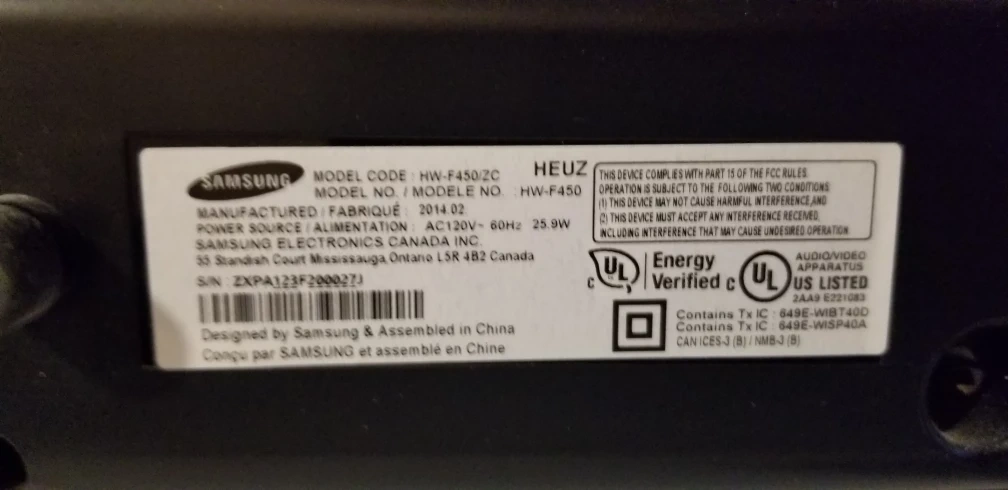 SAMSUNG
MODEL CODE : HW-F450/ZC
MODEL NO. / MODELE NO. : HW-F450
HEUZ
MANUFACTURED / FABRIQUÉ : 2014.02
POWER SOURCE / ALIMENTATION : AC120V~ 60Hz 25.9W
SAMSUNG ELECTRONICS CANADA INC.
55 Standish Court Mississauga, Ontario L5R 4B2 Canada
S/N : ZXPA123F200027J
Designed by Samsung & Assembled in China
Conçu par SAMSUNG et assemblé en Chine
THIS DEVICE COMPLIES WITH PART 15 OF THE FCC RULES.
OPERATION IS SUBJECT TO THE FOLLOWING TWO CONDITIONS
(1) THIS DEVICE MAY NOT CAUSE HARMFUL INTERFERENCE,AND
(2) THIS DEVICE MUST ACCEPT ANY INTERFERENCE RECEIVED,
INCLUDING INTERFERENCE THAT MAY CAUSE UNDESIRED OPERATION.
C UL Energy
Verified
C UL
AUDIO/VIDEO
APPARATUS
US LISTED
2AA9 E221083
Contains Tx IC : 649E-WIBT40D
Contains Tx IC : 649E-WISP40A
CAN ICES-3 (B) / NMB-3 (B)